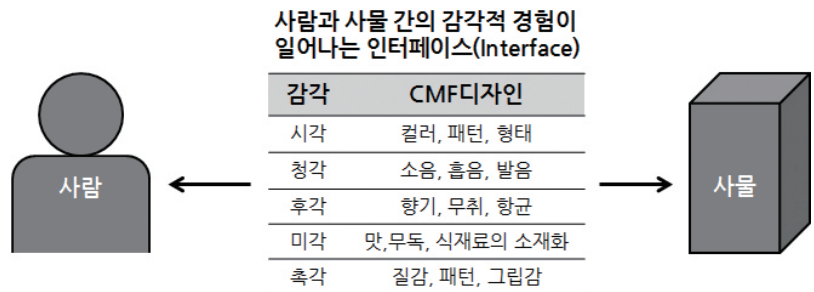 사람과 사물 간의 감각적 경험이
일어나는 인터페이스(Interface)
감각 CMF디자인
시각 컬러, 패턴, 형태
청각 소음, 흡음, 발음
후각 향기, 무취, 항균
미각 맛,무독, 식재료의 소재화
촉각 질감, 패턴, 그립감
사람
사물